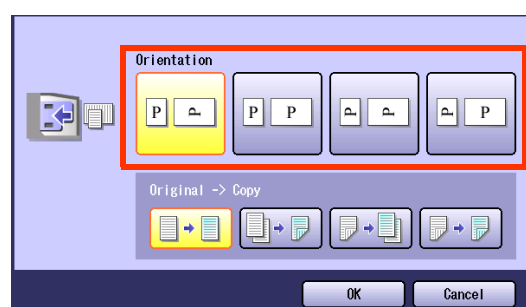 Orientation
P P P P P P P P
Original -> Copy
OK Cancel